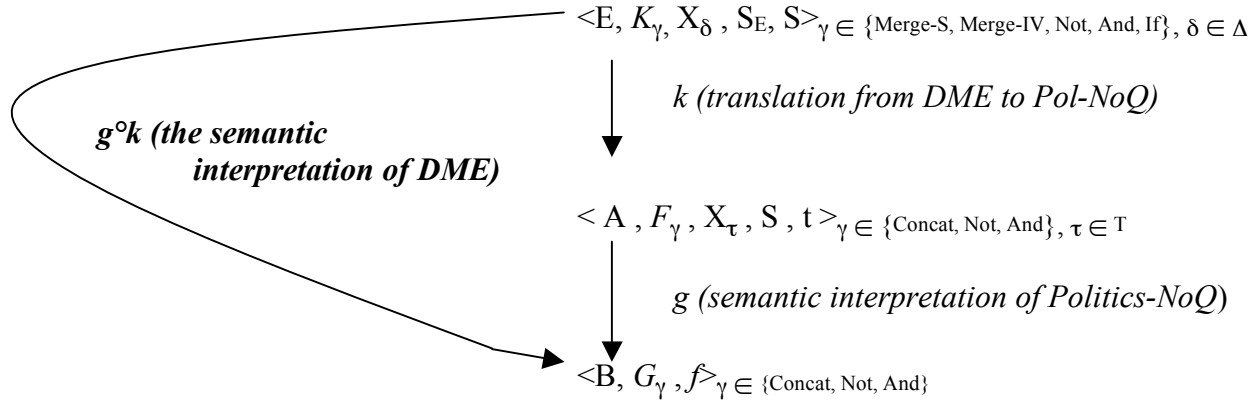 <E, Kγ, Xδ , SE, S>γ ∈ {Merge-S, Merge-IV, Not, And, If}, δ ∈ Δ
k (translation from DME to Pol-NoQ)
g°k (the semantic
interpretation of DME)
< A , Fγ , Xτ , S , t >γ ∈ {Concat, Not, And}, τ ∈ T
g (semantic interpretation of Politics-NoQ)
<B, Gγ , f>γ ∈ {Concat, Not, And}